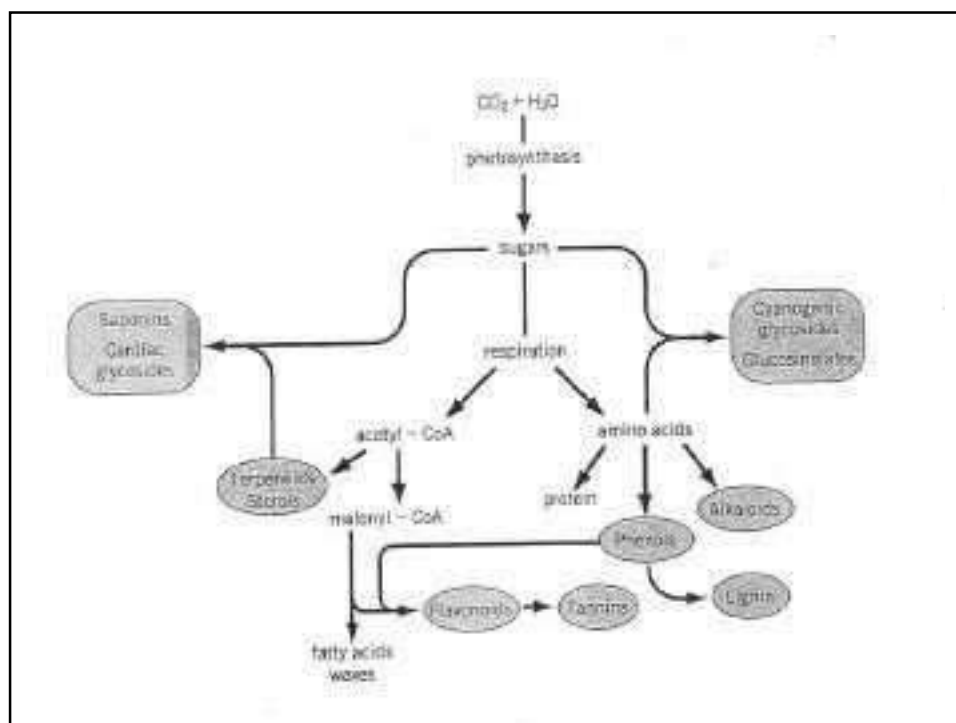 CO₂ + H₂O
photosynthesis
sugars
Saponins
Cardiac
glycosides
Cyanogenic
glycosides
Glucosinolates
respiration
acetyl – CoA
amino acids
Terpenoids
Sterols
protein
Alkaloids
malonyl – CoA
Phenols
Flavonoids
Tannins
Lignin
fatty acids
waxes